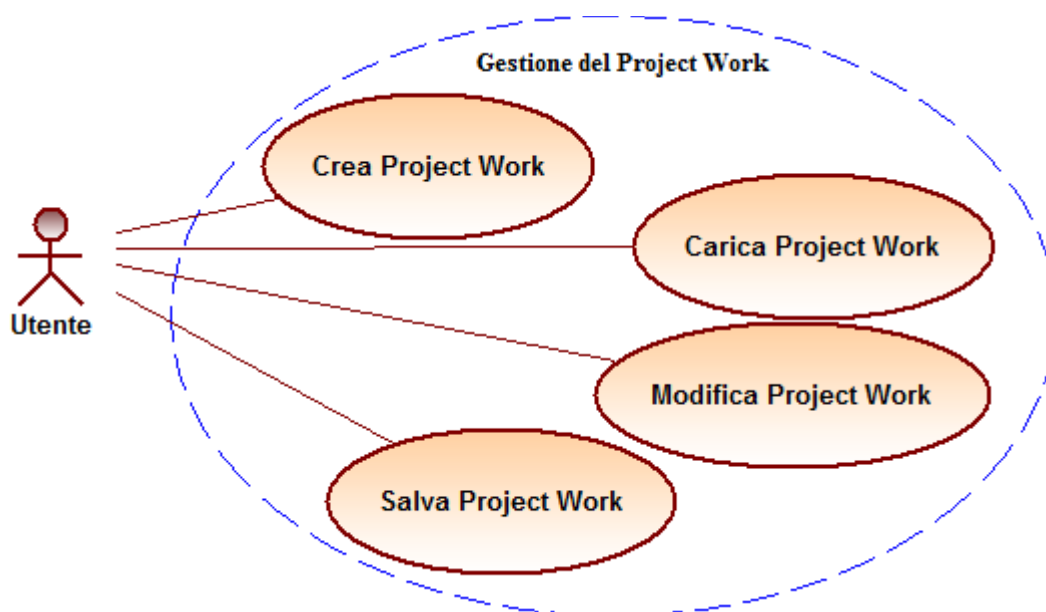 Gestione del Project Work
Crea Project Work
Carica Project Work
Utente
Modifica Project Work
Salva Project Work